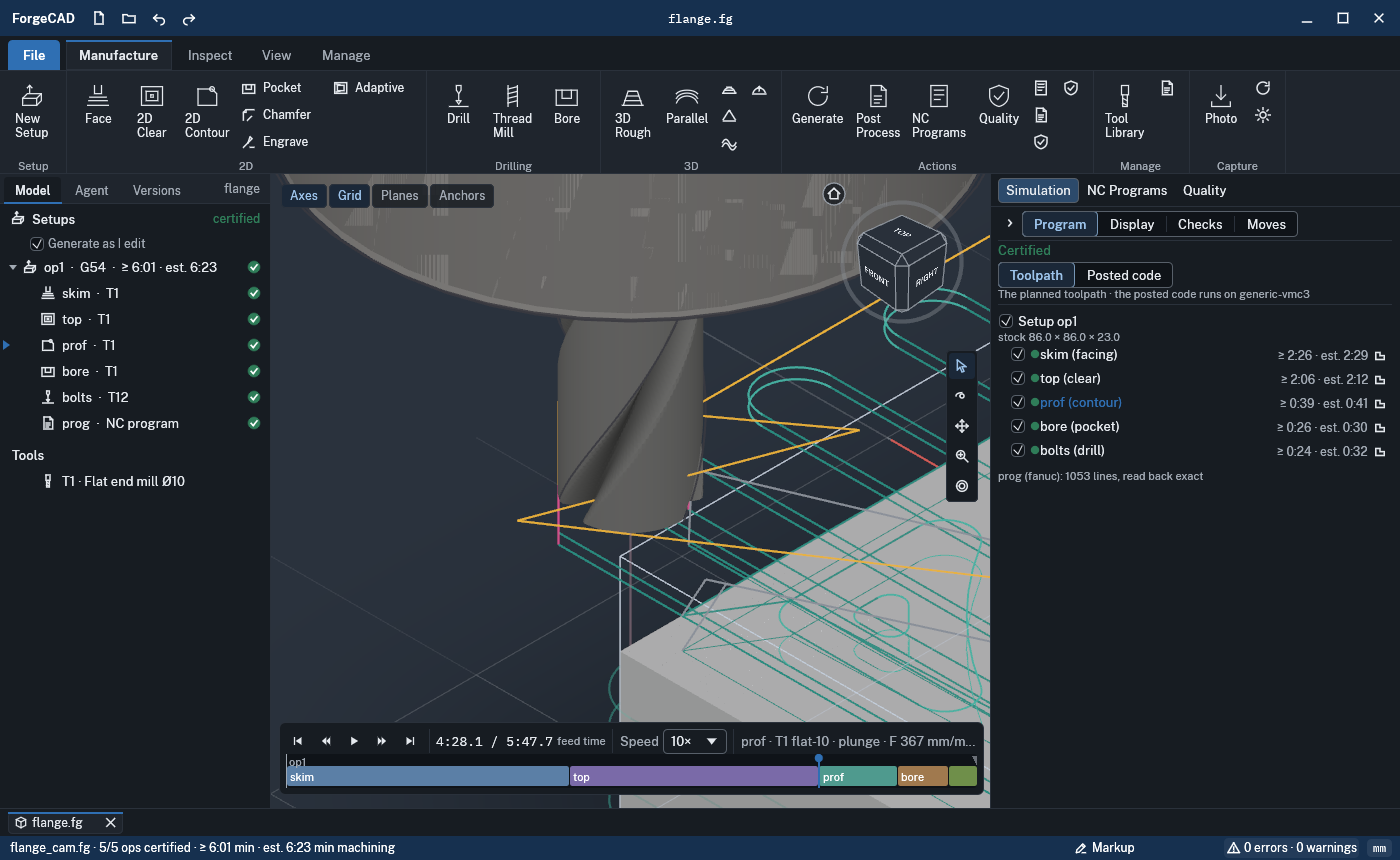 ForgeCAD
flange.fg
File Manufacture Inspect View Manage
New Setup
Setup
Face
2D Clear
2D Contour
Pocket
Chamfer
Engrave
Adaptive
2D
Drill
Thread Mill
Bore
Drilling
3D Rough
Parallel
3D
Generate
Post Process
NC Programs
Quality
Actions
Tool Library
Manage
Photo
Capture
Model Agent Versions flange
Setups certified
Generate as I edit
op1 · G54 · ≥ 6:01 · est. 6:23
skim · T1
top · T1
prof · T1
bore · T1
bolts · T12
prog · NC program
Tools
T1 · Flat end mill Ø10
Axes Grid Planes Anchors
TOP
FRONT
RIGHT
4:28.1 / 5:47.7 feed time Speed 10× prof · T1 flat-10 · plunge · F 367 mm/m...
op1
skim top prof bore
Simulation NC Programs Quality
Program Display Checks Moves
Certified
Toolpath Posted code
The planned toolpath · the posted code runs on generic-vmc3
Setup op1
stock 86.0 × 86.0 × 23.0
skim (facing) ≥ 2:26 · est. 2:29
top (clear) ≥ 2:06 · est. 2:12
prof (contour) ≥ 0:39 · est. 0:41
bore (pocket) ≥ 0:26 · est. 0:30
bolts (drill) ≥ 0:24 · est. 0:32
prog (fanuc): 1053 lines, read back exact
flange.fg
flange_cam.fg · 5/5 ops certified · ≥ 6:01 min · est. 6:23 min machining
Markup
0 errors · 0 warnings
mm